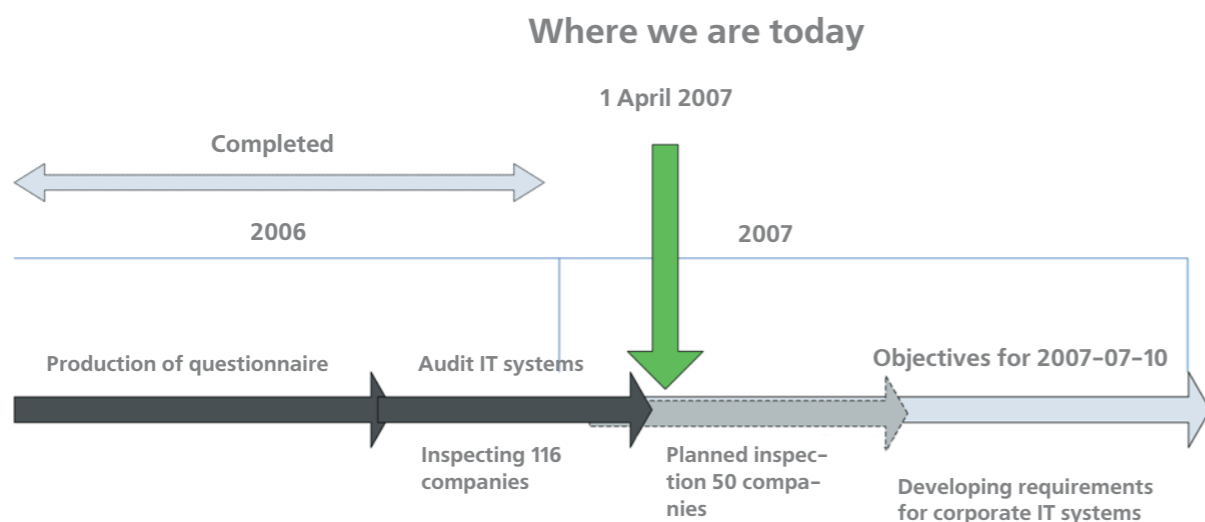 Where we are today
1 April 2007
Completed
2006
2007
Production of questionnaire
Audit IT systems
Objectives for 2007-07-10
Inspecting 116
companies
Planned inspec-
tion 50 compa-
nies
Developing requirements
for corporate IT systems